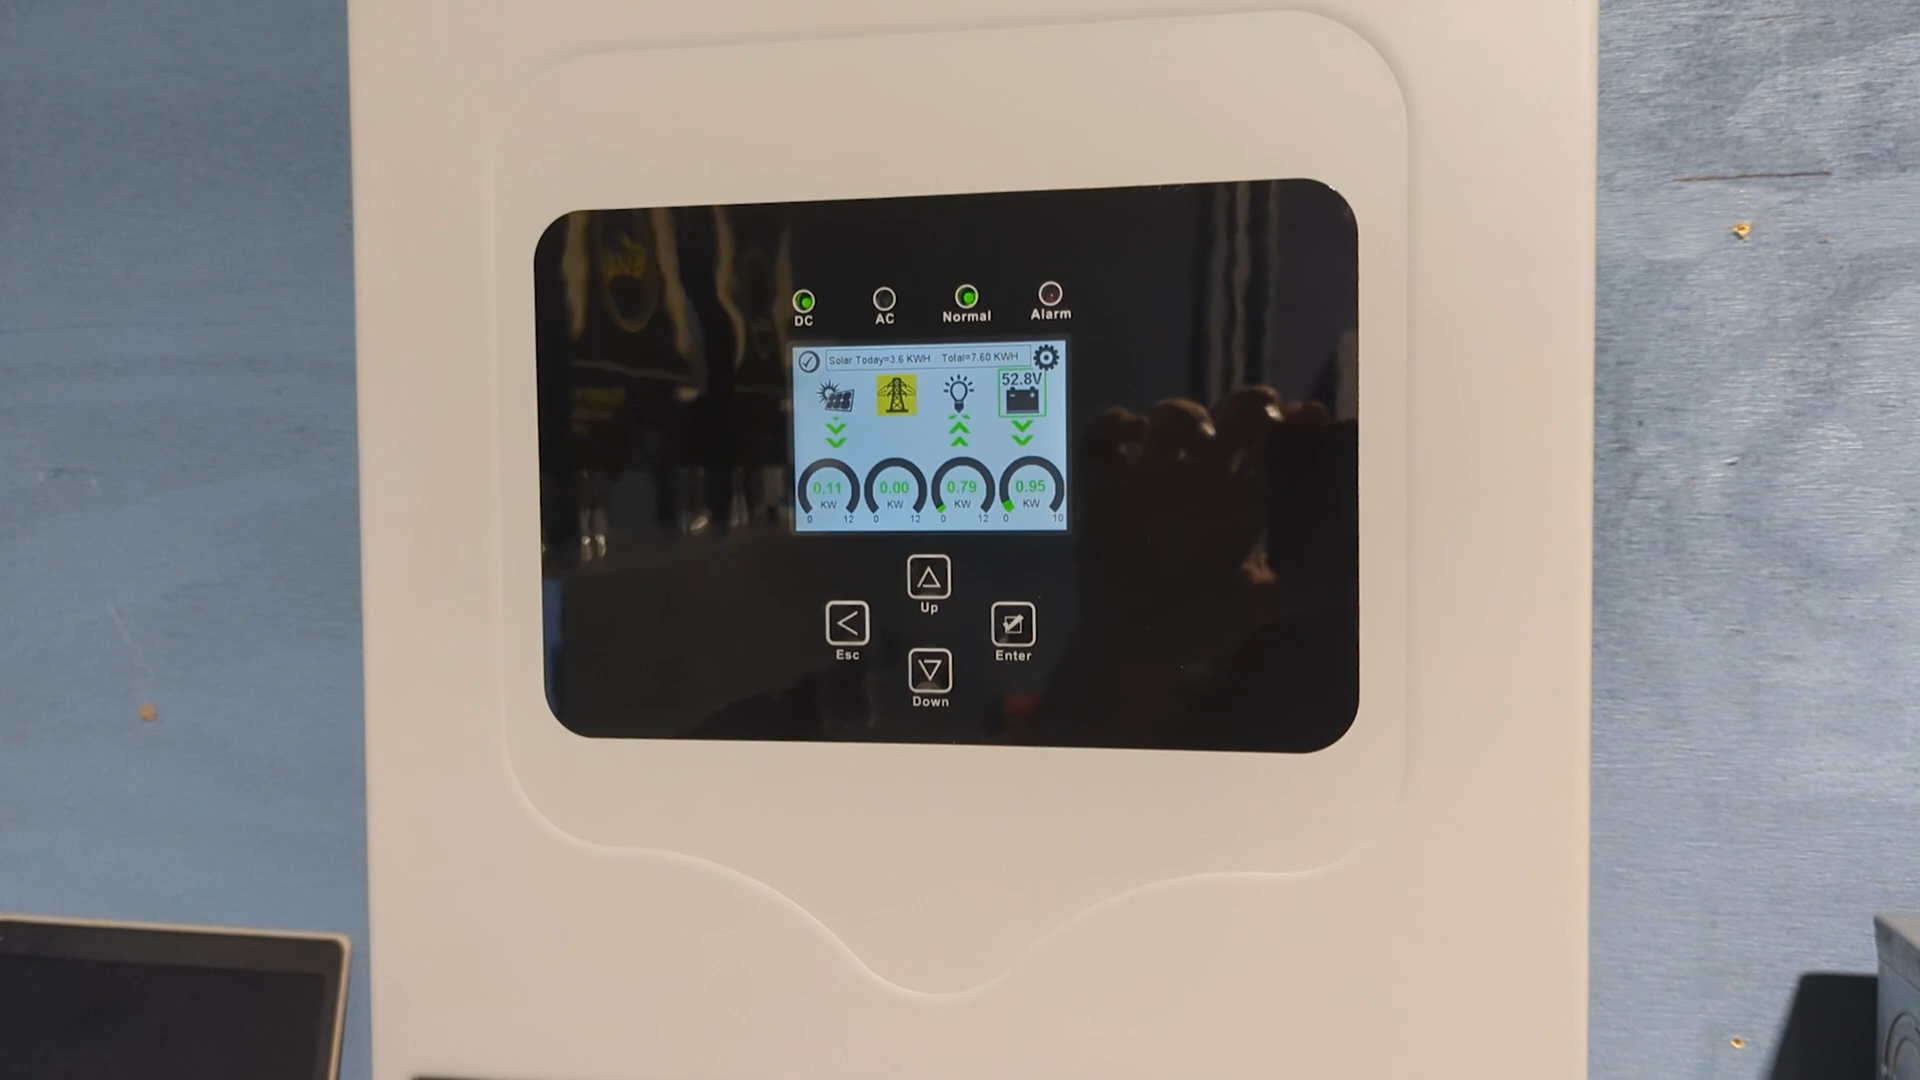 DC AC Normal Alarm
Solar Today=3.6 KWH Total=7.60 KWH
52.8V
0.11 0.00 0.79 0.95
KW KW KW KW
0 12 0 12 0 12 0 10
Up
Esc Enter
Down